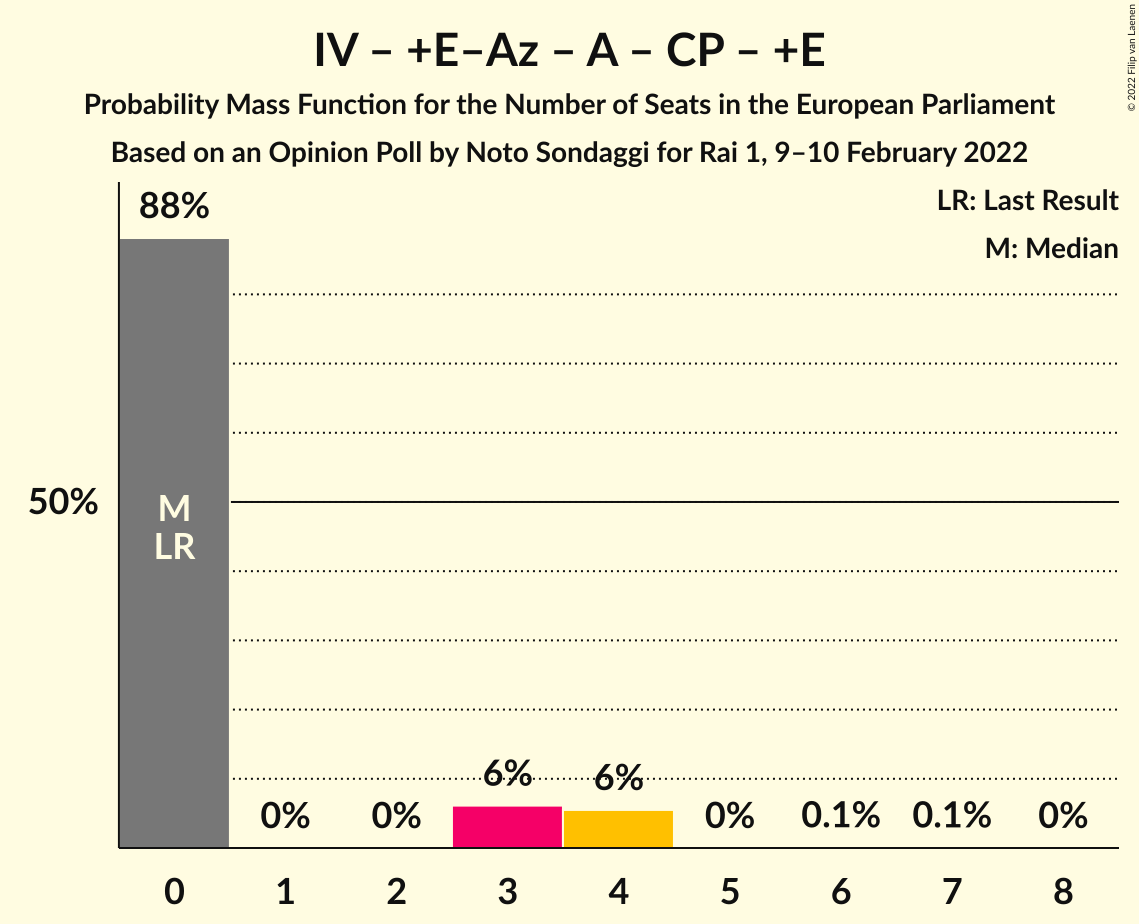 IV – +E–Az – A – CP – +E
Probability Mass Function for the Number of Seats in the European Parliament
Based on an Opinion Poll by Noto Sondaggi for Rai 1, 9–10 February 2022
© 2022 Filip van Laenen
LR: Last Result
M: Median
88%
50%
M
LR
6% 6%
0% 0% 0% 0.1% 0.1% 0%
0 1 2 3 4 5 6 7 8